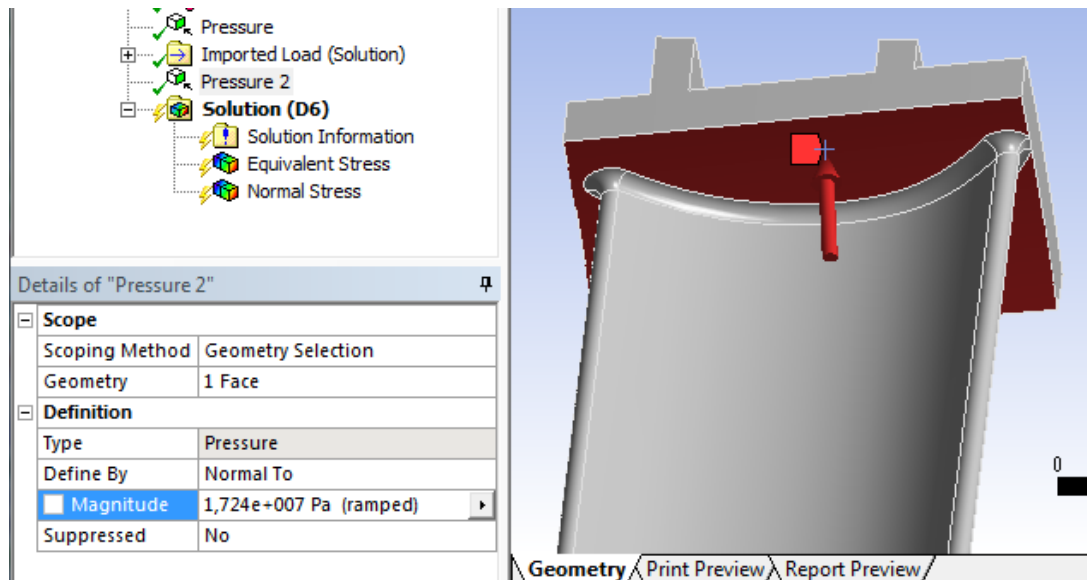 Pressure
Imported Load (Solution)
Pressure 2
Solution (D6)
Solution Information
Equivalent Stress
Normal Stress
Details of "Pressure 2"
Scope
Scoping Method Geometry Selection
Geometry 1 Face
Definition
Type Pressure
Define By Normal To
Magnitude 1,724e+007 Pa (ramped)
Suppressed No
0
Geometry Print Preview Report Preview